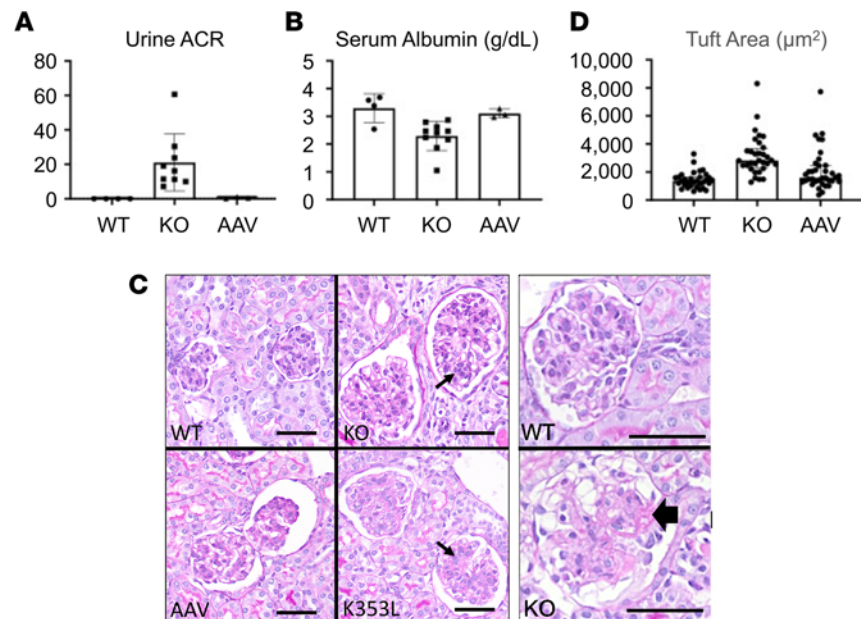 A
Urine ACR
80
60
40
20
0
WT KO AAV
B
Serum Albumin (g/dL)
5
4
3
2
1
0
WT KO AAV
D
Tuft Area (µm²)
10,000
8,000
6,000
4,000
2,000
0
WT KO AAV
C
WT
KO
WT
AAV
K353L
KO